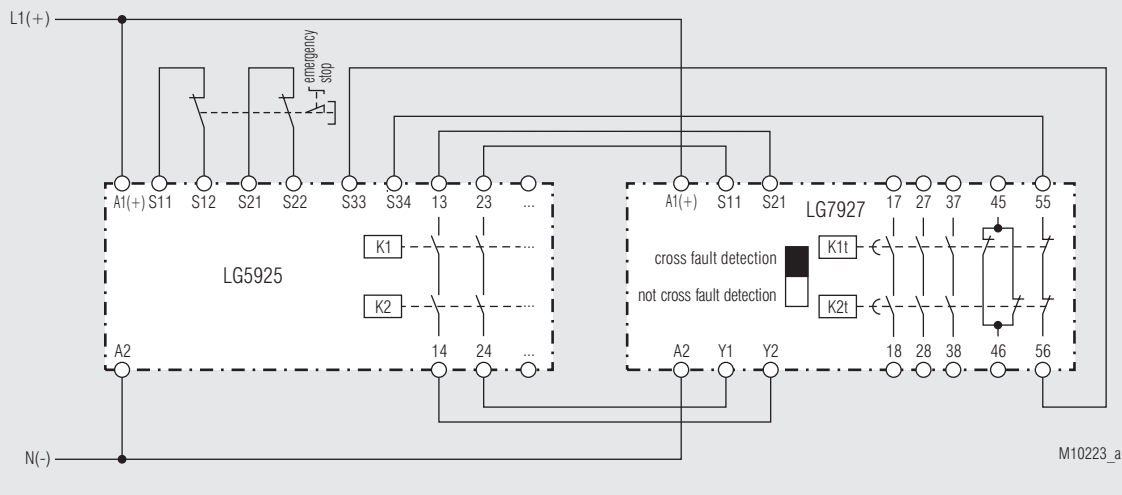 L1(+)
emergency
stop
A1(+) S11 S12 S21 S22 S33 S34 13 23 ...
A1(+) S11 S21 LG7927 17 27 37 45 55
K1 ...
LG5925
K2 ...
cross fault detection K1t
not cross fault detection K2t
A2 14 24 ...
A2 Y1 Y2 18 28 38 46 56
N(-)
M10223_a